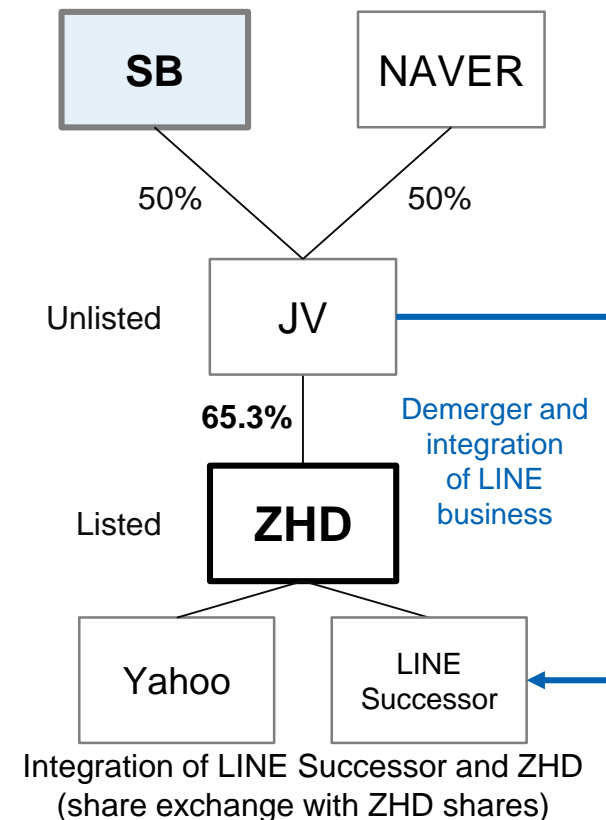 SB
NAVER
50%
50%
Unlisted
JV
65.3%
Demerger and
integration
of LINE
business
Listed
ZHD
Yahoo
LINE
Successor
Integration of LINE Successor and ZHD
(share exchange with ZHD shares)